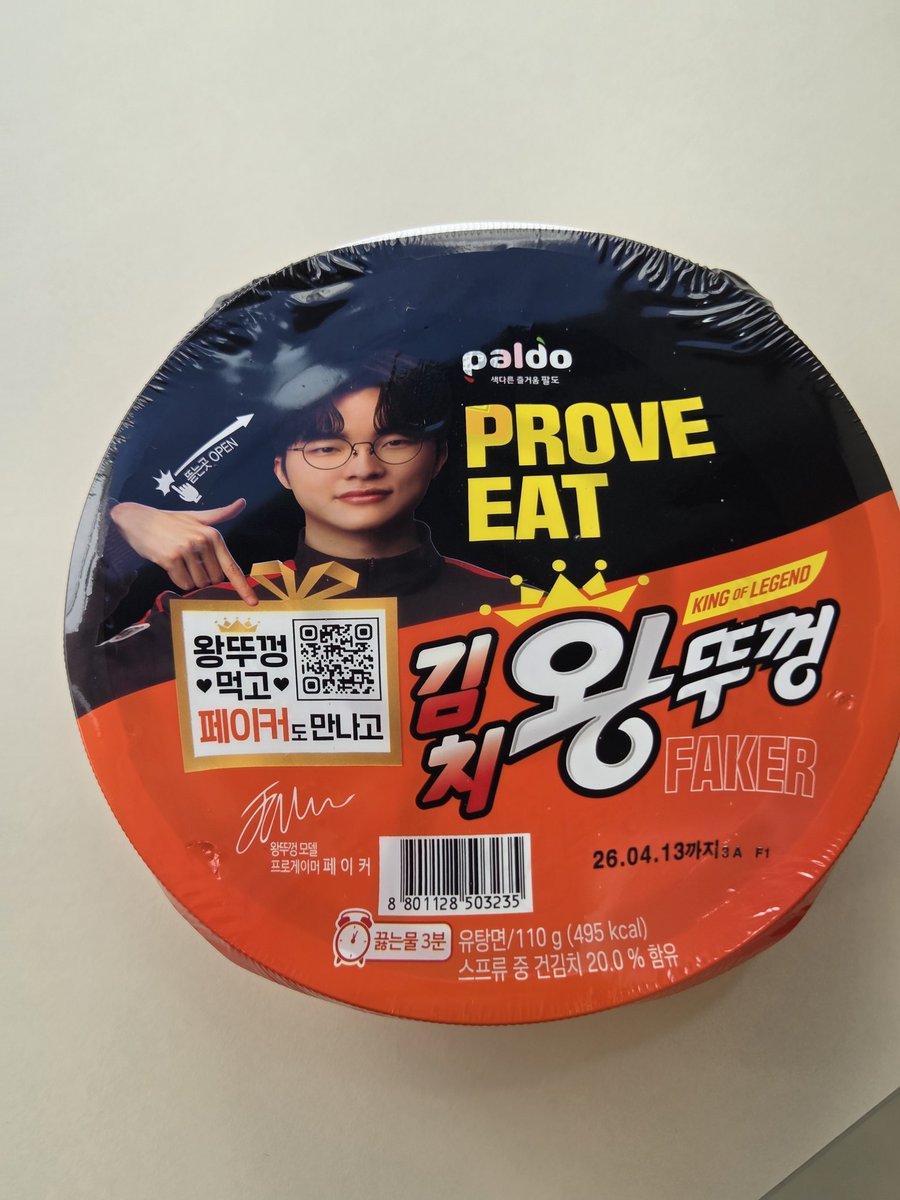 paldo
색다른 즐거움 팔도
PROVE
EAT
뜯는곳 OPEN
KING OF LEGEND
김치 왕뚜껑
FAKER
왕뚜껑
♥먹고♥
페이커도 만나고
왕뚜껑 모델
프로게이머 페이커
8 801128 503235
26.04.13까지 3A F1
끓는물 3분
유탕면/110 g (495 kcal)
스프류 중 건김치 20.0 % 함유